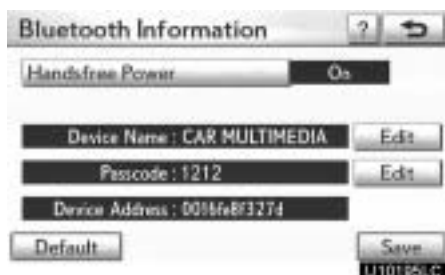 Bluetooth Information ?
Handsfree Power On
Device Name : CAR MULTIMEDIA Edit
Passcode : 1212 Edit
Device Address : 0016fe8f327d
Default Save